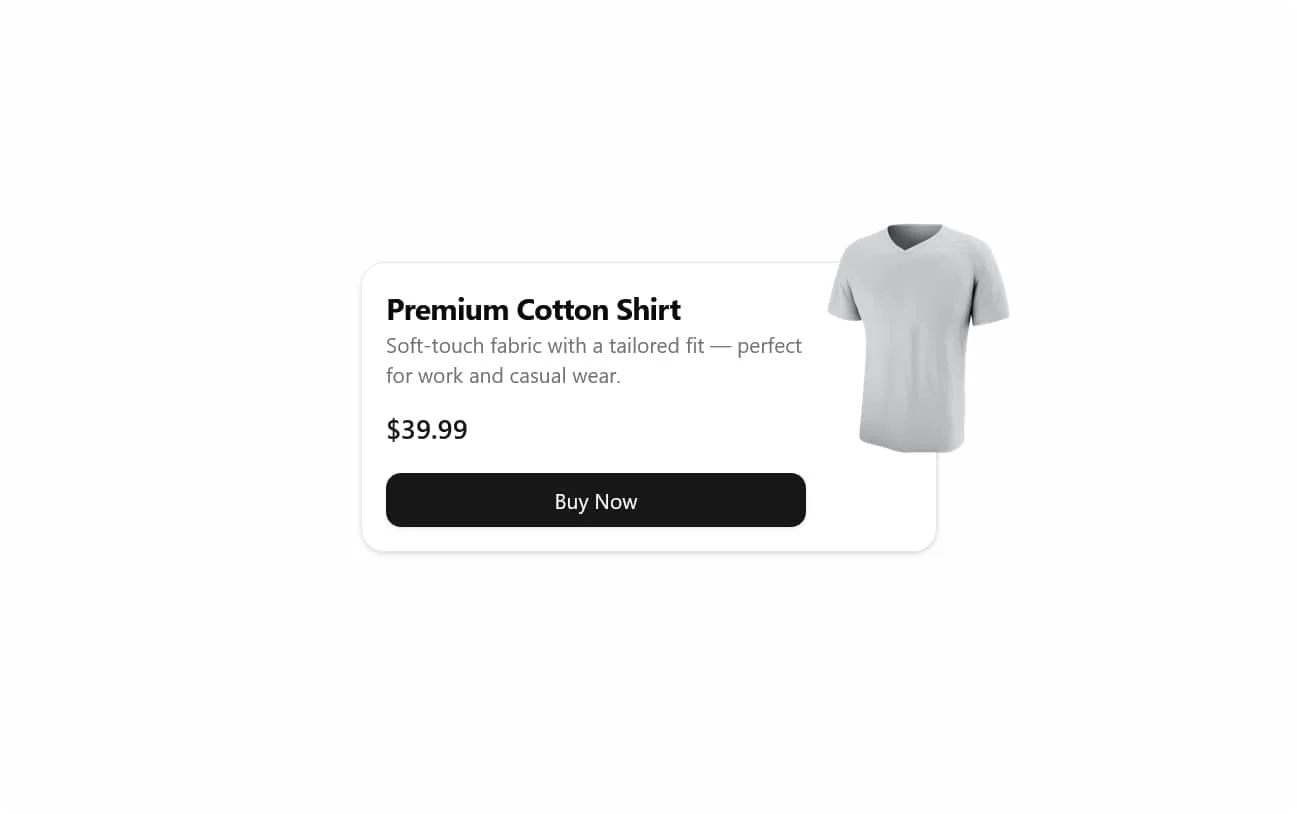 Premium Cotton Shirt
Soft-touch fabric with a tailored fit — perfect
for work and casual wear.
$39.99
Buy Now